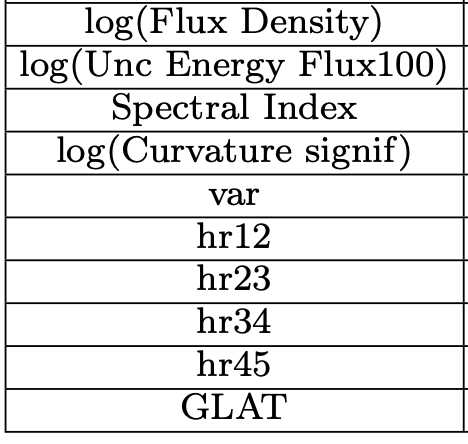 log(Flux Density)
log(Unc Energy Flux100)
Spectral Index
log(Curvature signif)
var
hr12
hr23
hr34
hr45
GLAT